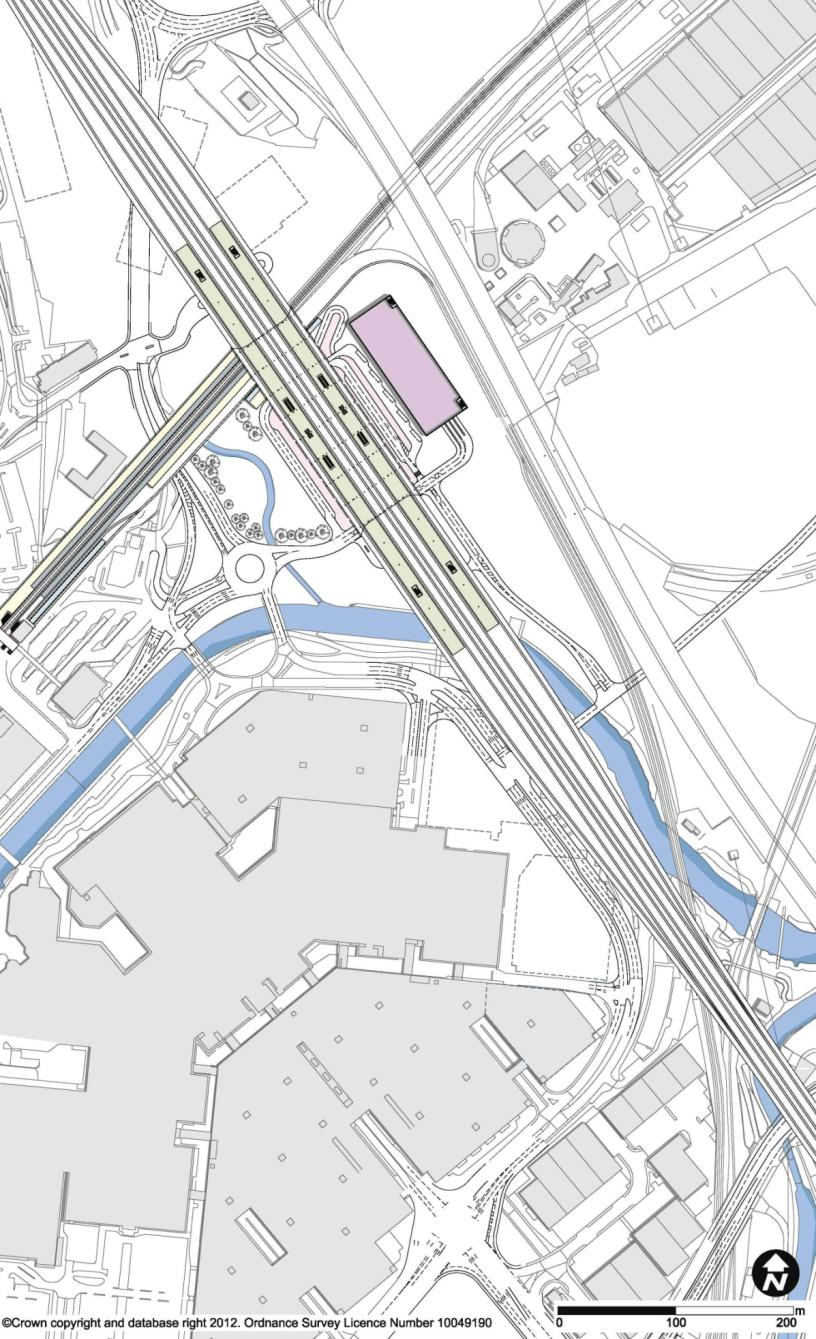 N
m
©Crown copyright and database right 2012. Ordnance Survey Licence Number 10049190
0 100 200